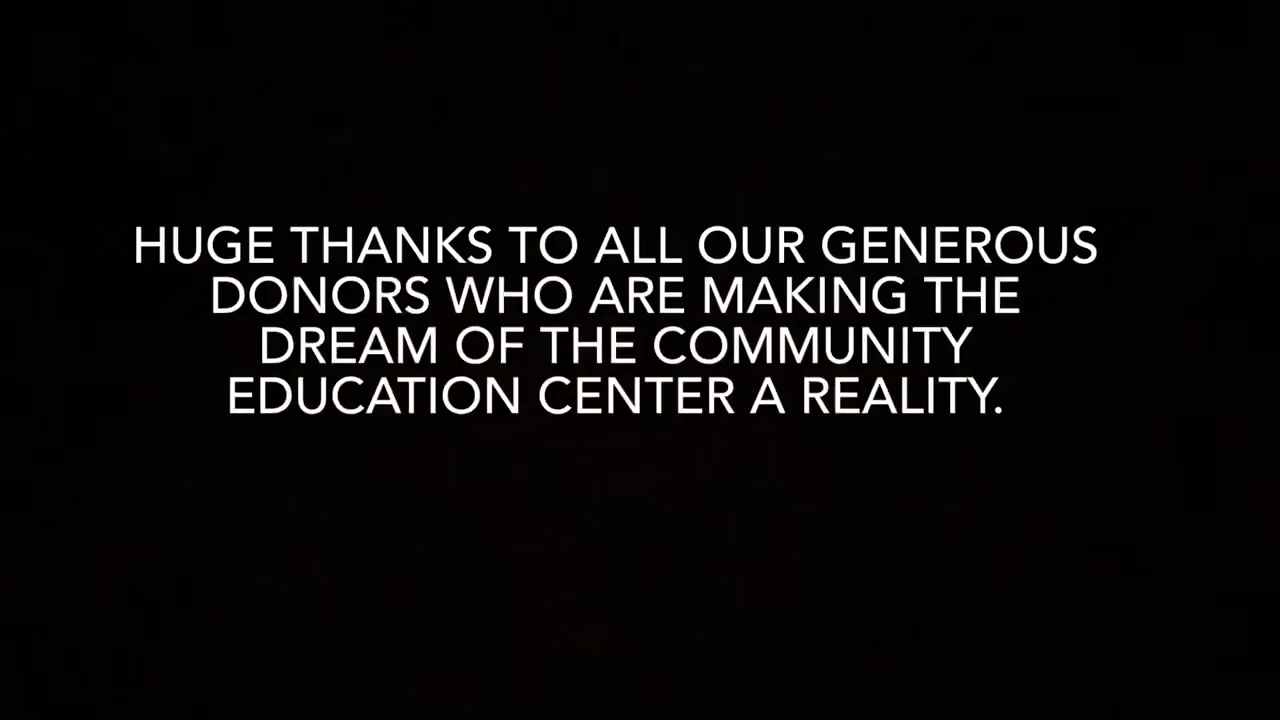 HUGE THANKS TO ALL OUR GENEROUS
DONORS WHO ARE MAKING THE
DREAM OF THE COMMUNITY
EDUCATION CENTER A REALITY.